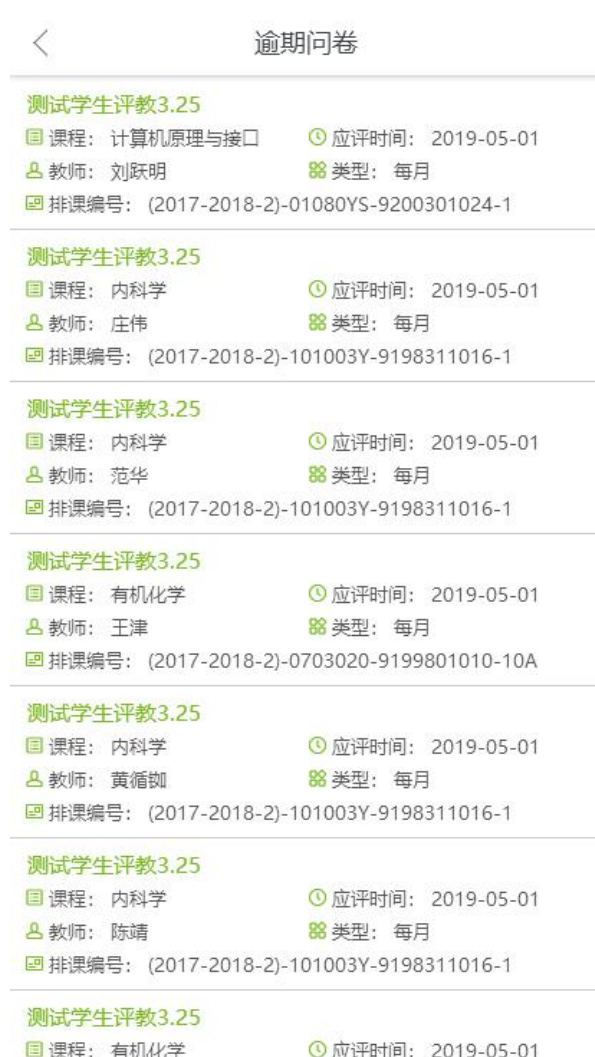 逾期问卷
测试学生评教3.25
课程： 计算机原理与接口 应评时间： 2019-05-01
教师： 刘跃明 类型： 每月
排课编号： (2017-2018-2)-01080YS-9200301024-1
测试学生评教3.25
课程： 内科学 应评时间： 2019-05-01
教师： 庄伟 类型： 每月
排课编号： (2017-2018-2)-101003Y-9198311016-1
测试学生评教3.25
课程： 内科学 应评时间： 2019-05-01
教师： 范华 类型： 每月
排课编号： (2017-2018-2)-101003Y-9198311016-1
测试学生评教3.25
课程： 有机化学 应评时间： 2019-05-01
教师： 王津 类型： 每月
排课编号： (2017-2018-2)-0703020-9199801010-10A
测试学生评教3.25
课程： 内科学 应评时间： 2019-05-01
教师： 黄循铷 类型： 每月
排课编号： (2017-2018-2)-101003Y-9198311016-1
测试学生评教3.25
课程： 内科学 应评时间： 2019-05-01
教师： 陈靖 类型： 每月
排课编号： (2017-2018-2)-101003Y-9198311016-1
测试学生评教3.25
课程： 有机化学 应评时间： 2019-05-01